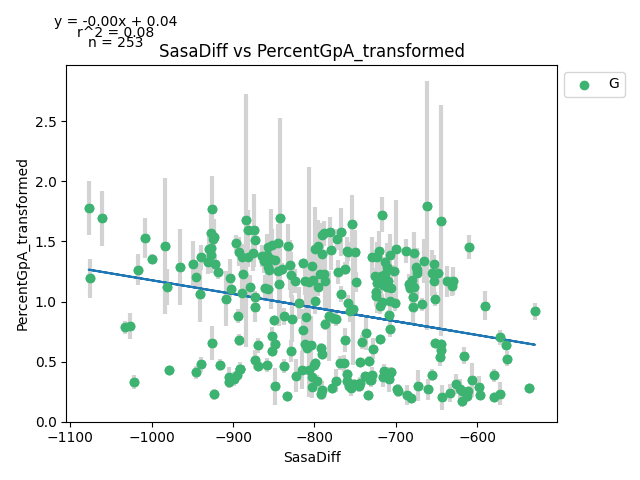 y = -0.00x + 0.04
r^2 = 0.08
n = 253
SasaDiff vs PercentGpA_transformed
G
PercentGpA_transformed
2.5
2.0
1.5
1.0
0.5
0.0
−1100 −1000 −900 −800 −700 −600
SasaDiff